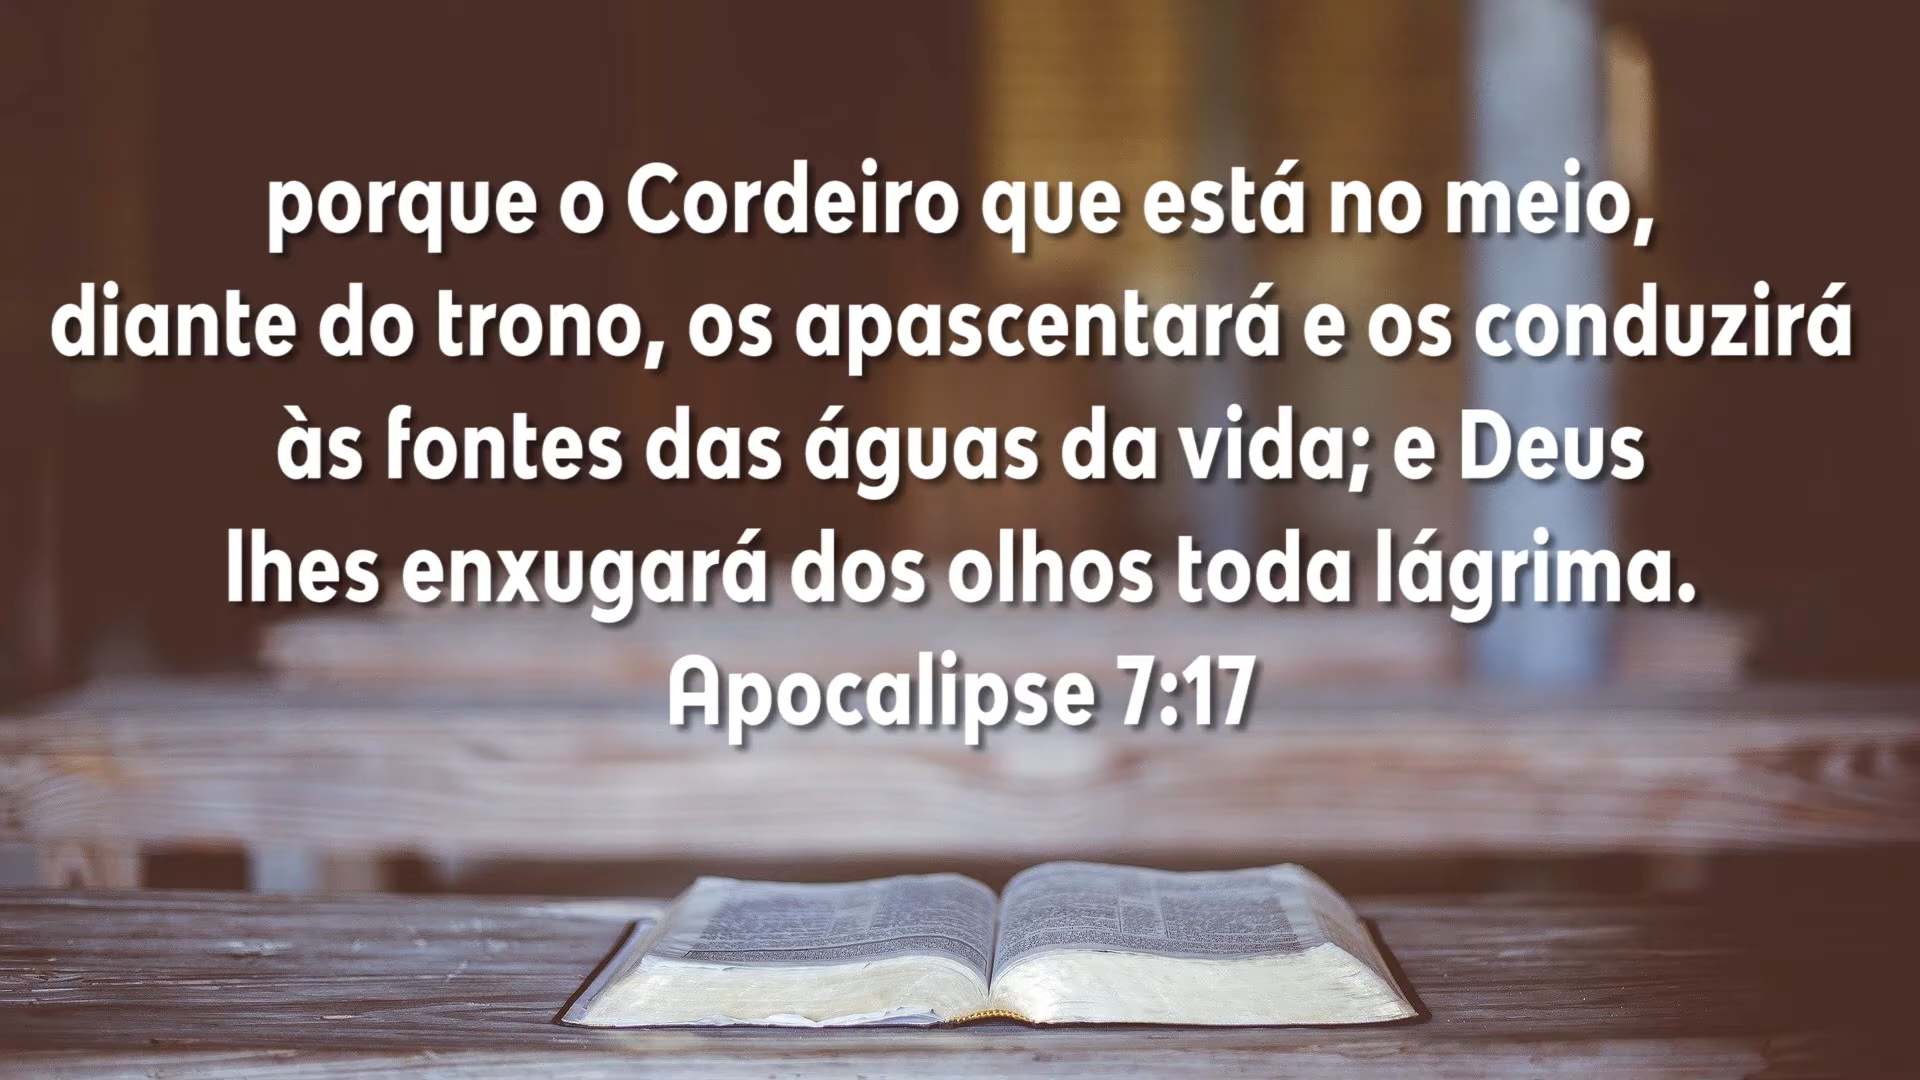 porque o Cordeiro que está no meio,
diante do trono, os apascentará e os conduzirá
às fontes das águas da vida; e Deus
lhes enxugará dos olhos toda lágrima.
Apocalipse 7:17